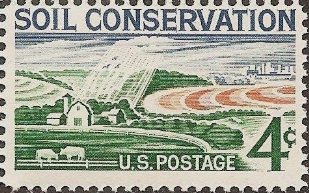 SOIL CONSERVATION
U.S. POSTAGE 4¢